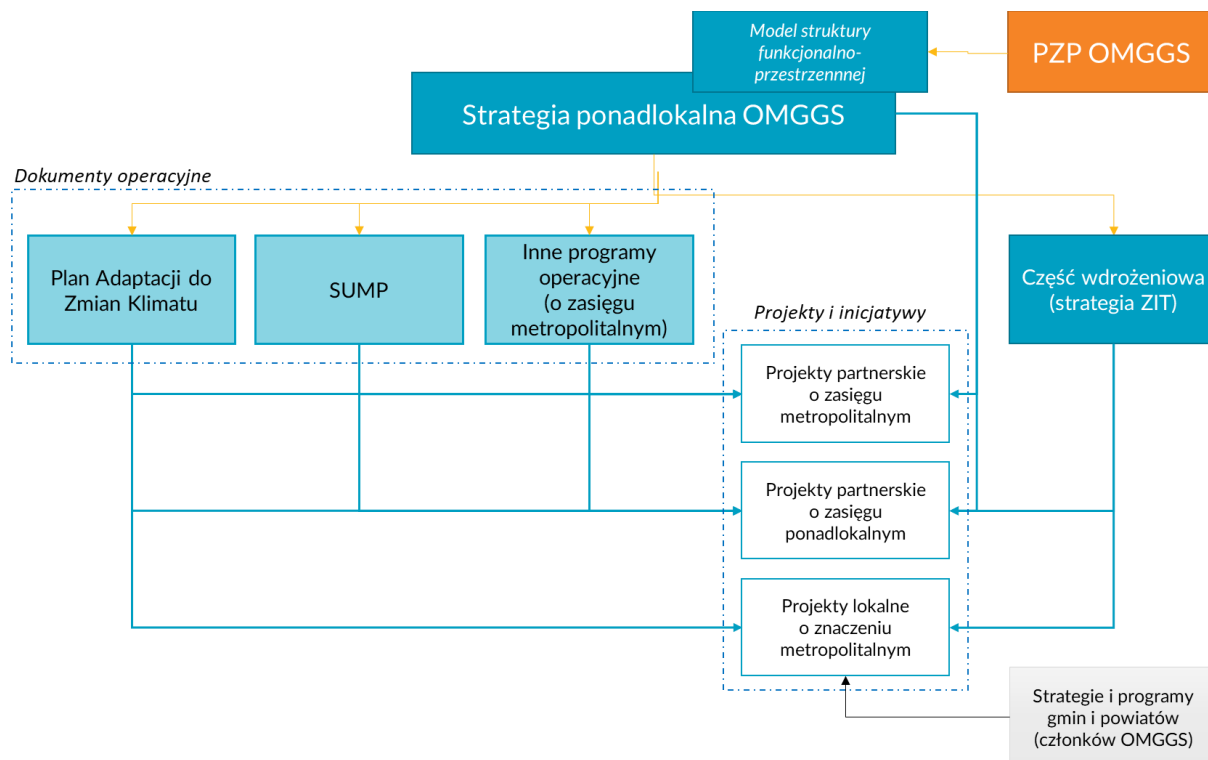 Model struktury
funkcjonalno-
przestrzennnej
PZP OMGGS
Strategia ponadlokalna OMGGS
Dokumenty operacyjne
Plan Adaptacji do
Zmian Klimatu
SUMP
Inne programy
operacyjne
(o zasięgu
metropolitalnym)
Część wdrożeniowa
(strategia ZIT)
Projekty i inicjatywy
Projekty partnerskie
o zasięgu
metropolitalnym
Projekty partnerskie
o zasięgu
ponadlokalnym
Projekty lokalne
o znaczeniu
metropolitalnym
Strategie i programy
gmin i powiatów
(członków OMGGS)